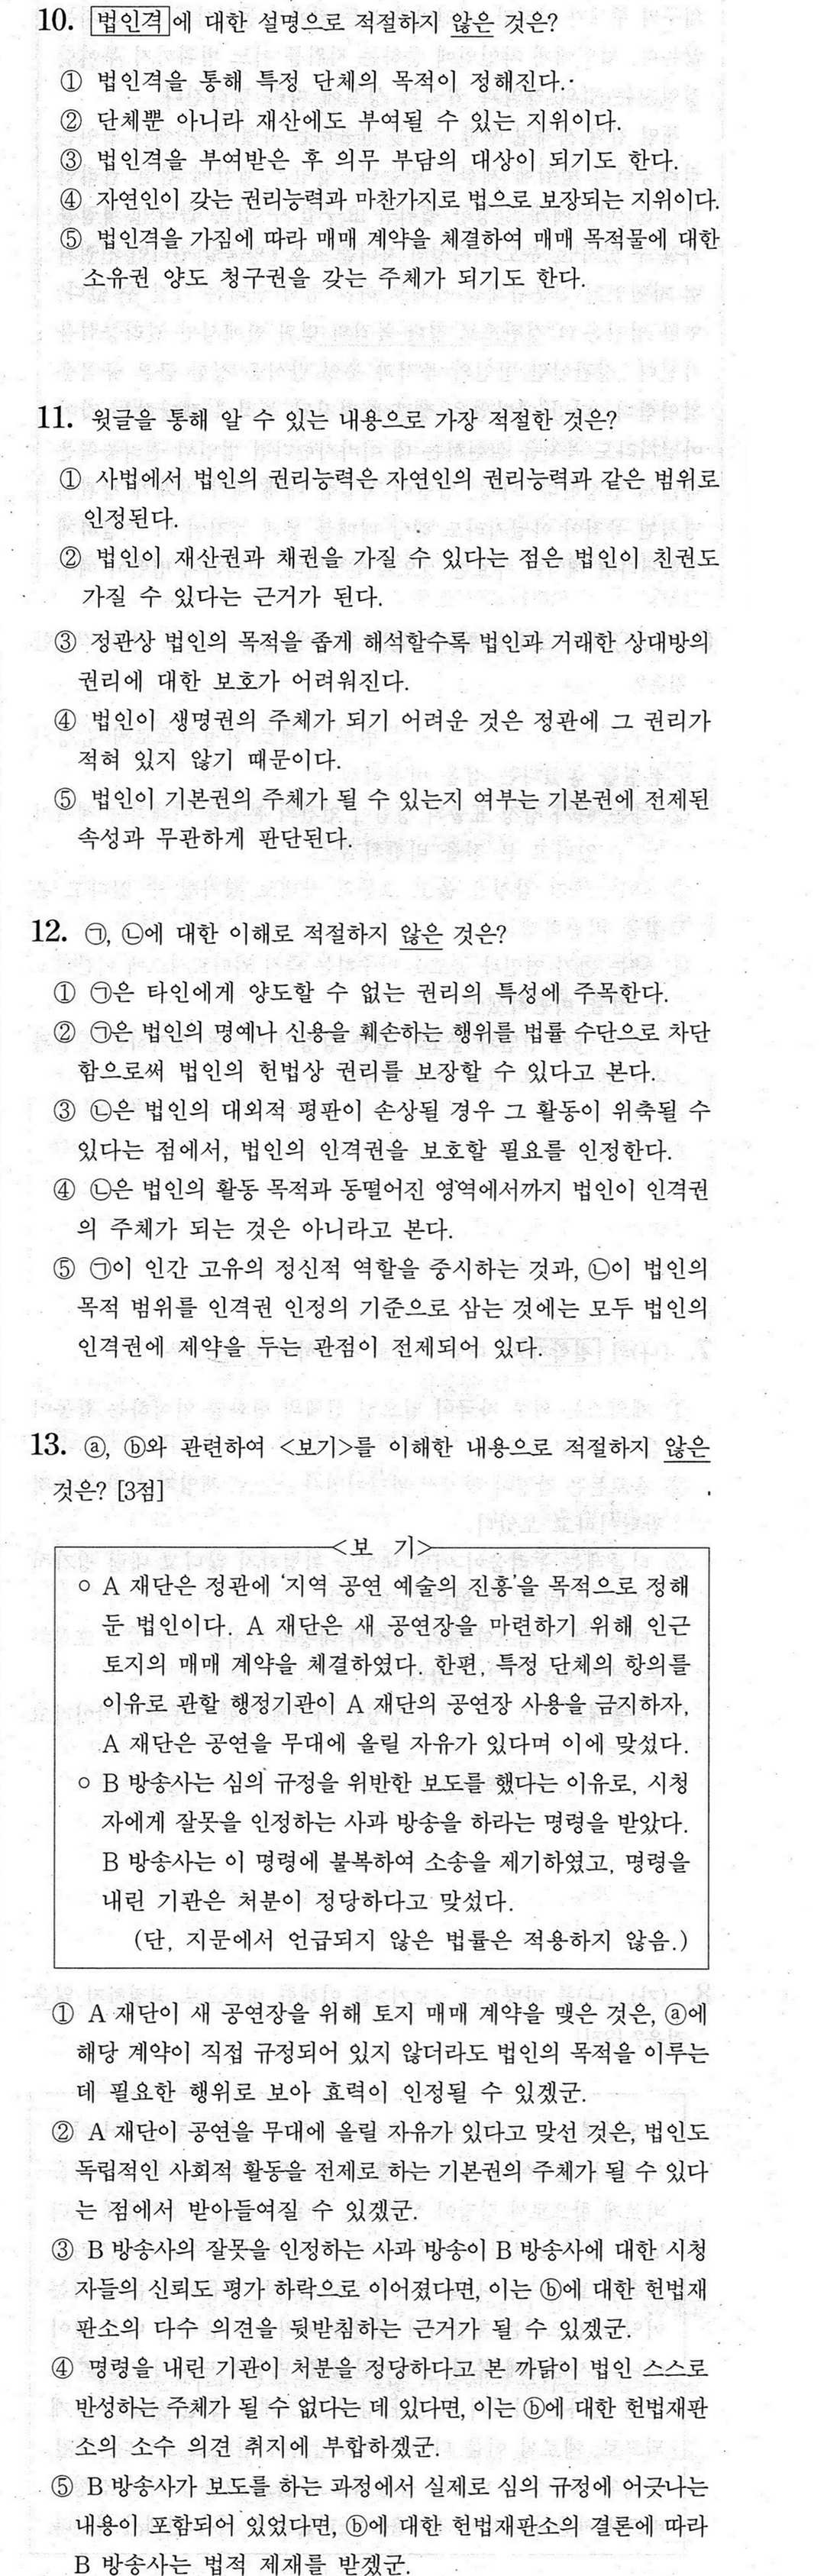 10. 법인격에 대한 설명으로 적절하지 않은 것은?
① 법인격을 통해 특정 단체의 목적이 정해진다.
② 단체뿐 아니라 재산에도 부여될 수 있는 지위이다.
③ 법인격을 부여받은 후 의무 부담의 대상이 되기도 한다.
④ 자연인이 갖는 권리능력과 마찬가지로 법으로 보장되는 지위이다.
⑤ 법인격을 가짐에 따라 매매 계약을 체결하여 매매 목적물에 대한
소유권 양도 청구권을 갖는 주체가 되기도 한다.
11. 윗글을 통해 알 수 있는 내용으로 가장 적절한 것은?
① 사법에서 법인의 권리능력은 자연인의 권리능력과 같은 범위로
인정된다.
② 법인이 재산권과 채권을 가질 수 있다는 점은 법인이 친권도
가질 수 있다는 근거가 된다.
③ 정관상 법인의 목적을 좁게 해석할수록 법인과 거래한 상대방의
권리에 대한 보호가 어려워진다.
④ 법인이 생명권의 주체가 되기 어려운 것은 정관에 그 권리가
적혀 있지 않기 때문이다.
⑤ 법인이 기본권의 주체가 될 수 있는지 여부는 기본권에 전제된
속성과 무관하게 판단된다.
12. ㉠, ㉡에 대한 이해로 적절하지 않은 것은?
① ㉠은 타인에게 양도할 수 없는 권리의 특성에 주목한다.
② ㉠은 법인의 명예나 신용을 훼손하는 행위를 법률 수단으로 차단
함으로써 법인의 헌법상 권리를 보장할 수 있다고 본다.
③ ㉡은 법인의 대외적 평판이 손상될 경우 그 활동이 위축될 수
있다는 점에서, 법인의 인격권을 보호할 필요를 인정한다.
④ ㉡은 법인의 활동 목적과 동떨어진 영역에서까지 법인이 인격권
의 주체가 되는 것은 아니라고 본다.
⑤ ㉠이 인간 고유의 정신적 역할을 중시하는 것과, ㉡이 법인의
목적 범위를 인격권 인정의 기준으로 삼는 것에는 모두 법인의
인격권에 제약을 두는 관점이 전제되어 있다.
13. ⓐ, ⓑ와 관련하여 <보기>를 이해한 내용으로 적절하지 않은
것은? [3점]
<보 기>
○ A 재단은 정관에 ‘지역 공연 예술의 진흥’을 목적으로 정해
둔 법인이다. A 재단은 새 공연장을 마련하기 위해 인근
토지의 매매 계약을 체결하였다. 한편, 특정 단체의 항의를
이유로 관할 행정기관이 A 재단의 공연장 사용을 금지하자,
A 재단은 공연을 무대에 올릴 자유가 있다며 이에 맞섰다.
○ B 방송사는 심의 규정을 위반한 보도를 했다는 이유로, 시청
자에게 잘못을 인정하는 사과 방송을 하라는 명령을 받았다.
B 방송사는 이 명령에 불복하여 소송을 제기하였고, 명령을
내린 기관은 처분이 정당하다고 맞섰다.
(단, 지문에서 언급되지 않은 법률은 적용하지 않음.)
① A 재단이 새 공연장을 위해 토지 매매 계약을 맺은 것은, ⓐ에
해당 계약이 직접 규정되어 있지 않더라도 법인의 목적을 이루는
데 필요한 행위로 보아 효력이 인정될 수 있겠군.
② A 재단이 공연을 무대에 올릴 자유가 있다고 맞선 것은, 법인도
독립적인 사회적 활동을 전제로 하는 기본권의 주체가 될 수 있다
는 점에서 받아들여질 수 있겠군.
③ B 방송사의 잘못을 인정하는 사과 방송이 B 방송사에 대한 시청
자들의 신뢰도 평가 하락으로 이어졌다면, 이는 ⓑ에 대한 헌법재
판소의 다수 의견을 뒷받침하는 근거가 될 수 있겠군.
④ 명령을 내린 기관이 처분을 정당하다고 본 까닭이 법인 스스로
반성하는 주체가 될 수 없다는 데 있다면, 이는 ⓑ에 대한 헌법재판
소의 소수 의견 취지에 부합하겠군.
⑤ B 방송사가 보도를 하는 과정에서 실제로 심의 규정에 어긋나는
내용이 포함되어 있었다면, ⓑ에 대한 헌법재판소의 결론에 따라
B 방송사는 법적 제재를 받겠군.